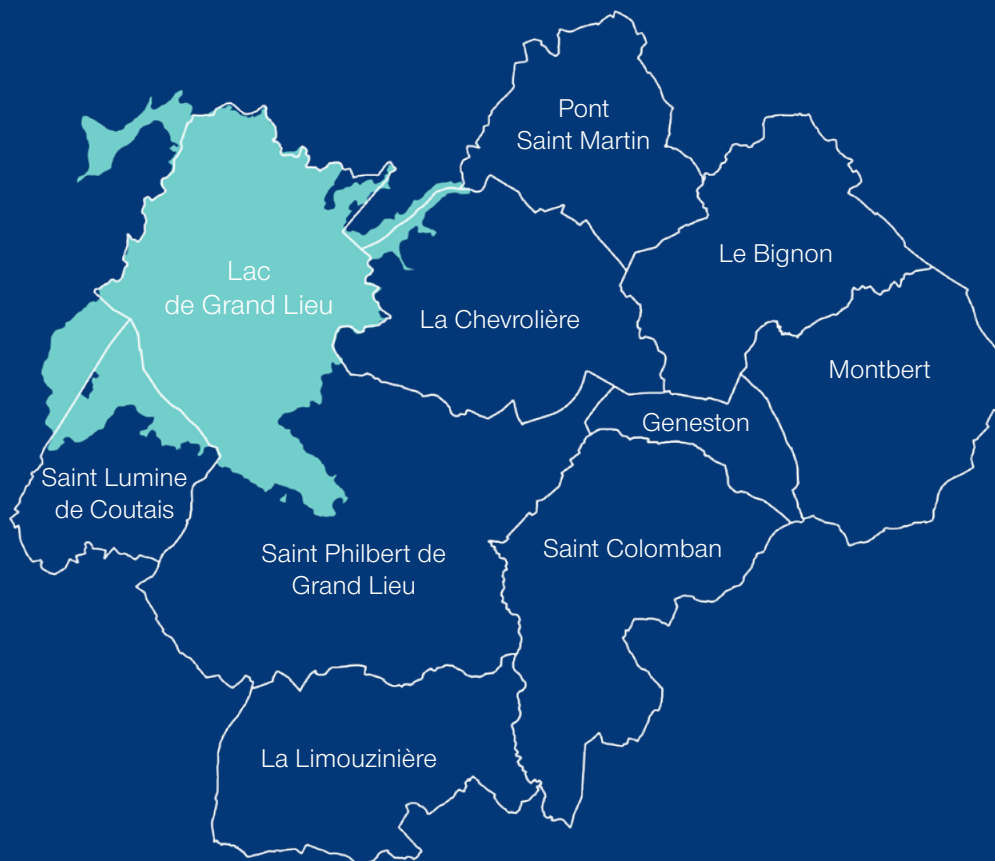 Pont
Saint Martin
Le Bignon
Lac
de Grand Lieu
La Chevrolière
Montbert
Geneston
Saint Lumine
de Coutais
Saint Philbert de
Grand Lieu
Saint Colomban
La Limouzinière